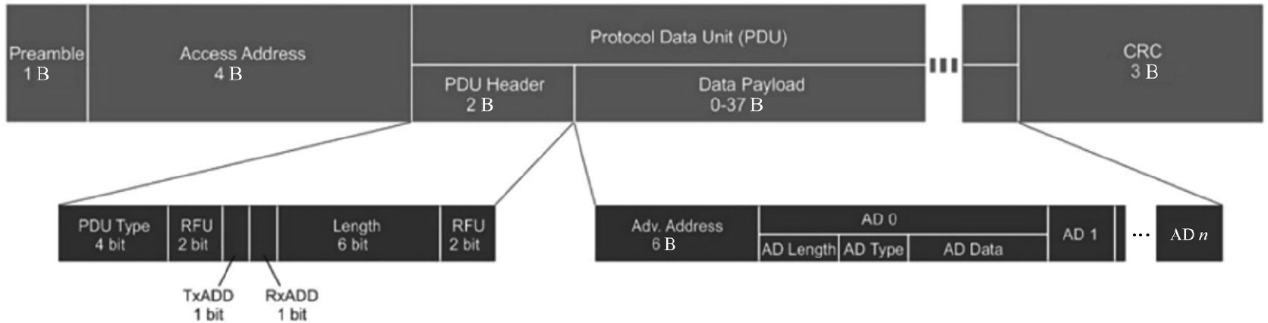 Preamble
1 B
Access Address
4 B
Protocol Data Unit (PDU)
PDU Header
2 B
Data Payload
0-37 B
CRC
3 B
PDU Type
4 bit
RFU
2 bit
Length
6 bit
RFU
2 bit
TxADD
1 bit
RxADD
1 bit
Adv. Address
6 B
AD 0
AD Length
AD Type
AD Data
AD 1
...
AD n